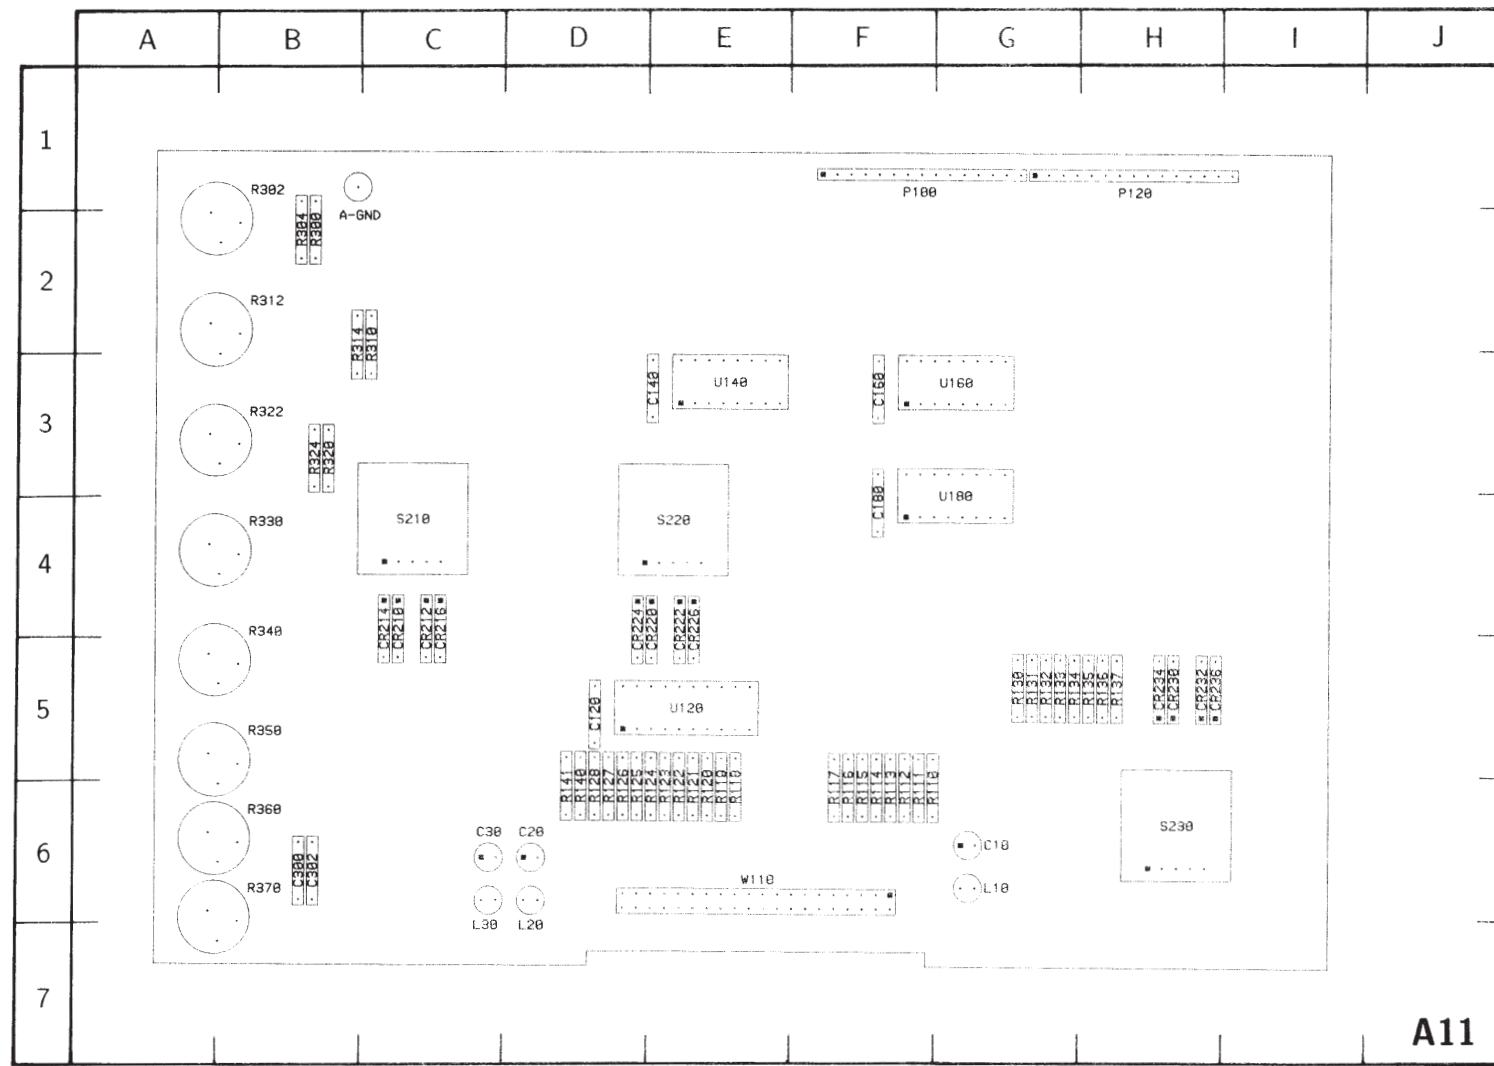 A B C D E F G H I J
1
R302
A-GND
P100
P120
R304
R300
2
R312
R314
R310
3
R322
C140
U140
C160
U160
R324
R320
C180
U180
4
R330
S210
S220
CR214
CR210
CR212
CR216
CR224
CR220
CR222
CR226
5
R340
R130
R131
R132
R133
R134
R135
R136
R137
CR234
CR230
CR232
CR236
C120
U120
R350
R141
R140
R128
R127
R126
R125
R124
R123
R122
R121
R120
R119
R118
R117
R116
R115
R114
R113
R112
R111
R110
6
R360
C300
C302
C30
C20
C10
S230
R370
W110
L10
L30
L20
7
A11